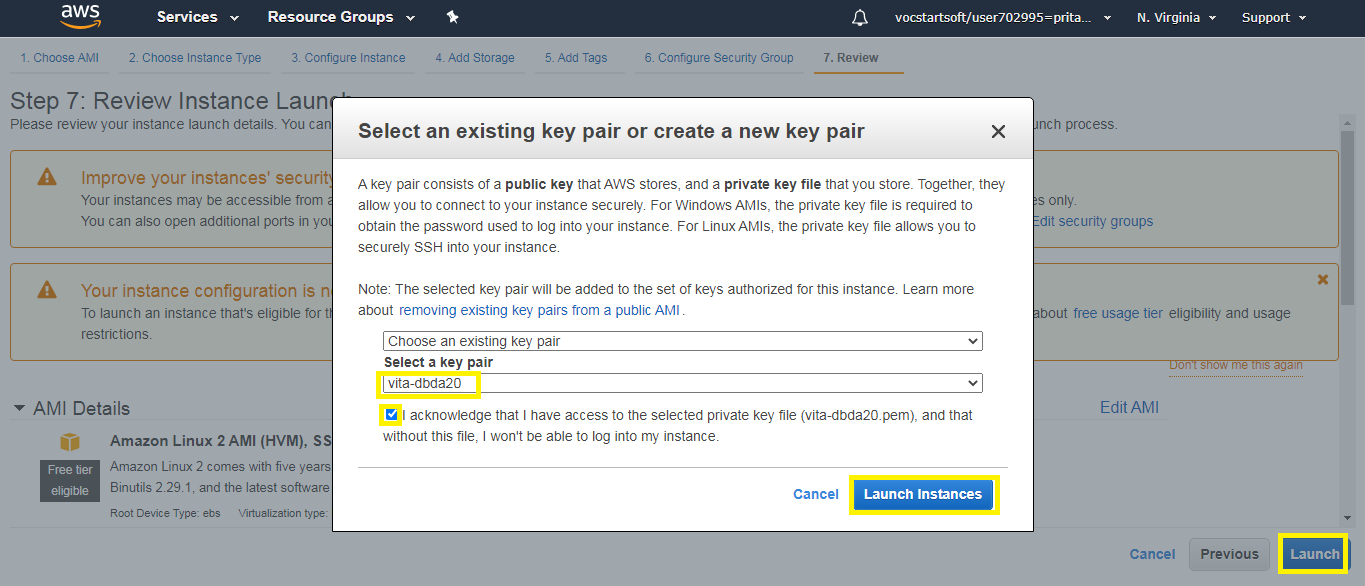 aws Services Resource Groups vocstartsoft/user702995=prita... N. Virginia Support
1. Choose AMI 2. Choose Instance Type 3. Configure Instance 4. Add Storage 5. Add Tags 6. Configure Security Group 7. Review
Step 7: Review Instance Launch
Please review your instance launch details. You can
unch process.
Select an existing key pair or create a new key pair
A key pair consists of a public key that AWS stores, and a private key file that you store. Together, they
allow you to connect to your instance securely. For Windows AMIs, the private key file is required to
obtain the password used to log into your instance. For Linux AMIs, the private key file allows you to
securely SSH into your instance.
Note: The selected key pair will be added to the set of keys authorized for this instance. Learn more
about removing existing key pairs from a public AMI .
Choose an existing key pair
Select a key pair
vita-dbda20
I acknowledge that I have access to the selected private key file (vita-dbda20.pem), and that
without this file, I won't be able to log into my instance.
Cancel Launch Instances
Improve your instances' security
Your instances may be accessible from a
es only.
You can also open additional ports in you
Edit security groups
Your instance configuration is n
To launch an instance that's eligible for th
about free usage tier eligibility and usage
restrictions.
Don't show me this again
AMI Details
Edit AMI
Amazon Linux 2 AMI (HVM), SS
Free tier
eligible
Amazon Linux 2 comes with five years
Binutils 2.29.1, and the latest software
Root Device Type: ebs Virtualization type:
Cancel Previous Launch